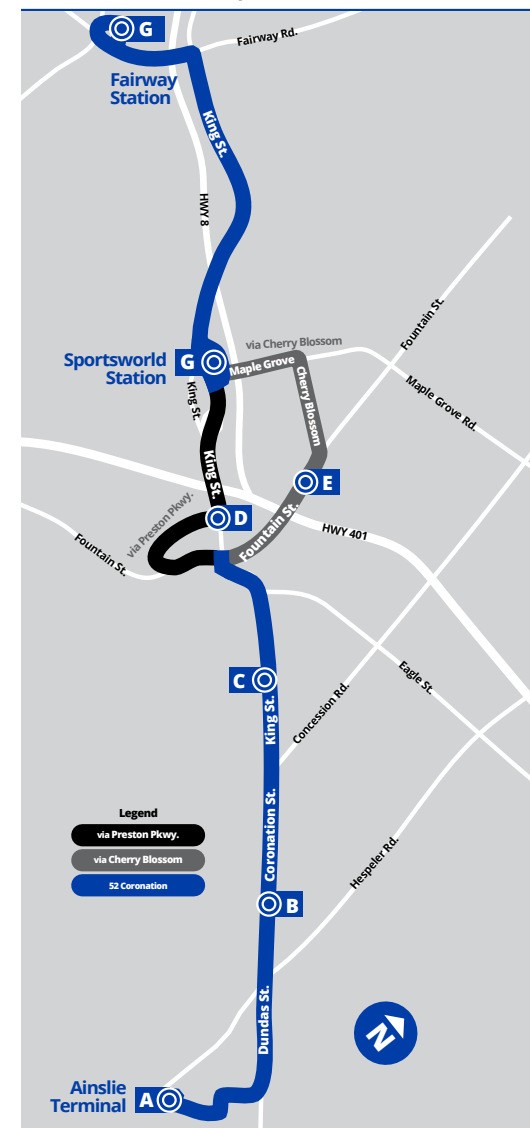 G
Fairway Rd.
Fairway
Station
King St.
HWY 8
Fountain St.
via Cherry Blossom
Sportsworld
Station
G
Maple Grove
Cherry Blossom
Maple Grove Rd.
King St.
King St.
E
via Preston Pkwy.
D
Fountain St.
HWY 401
Fountain St.
Eagle St.
C
King St.
Concession Rd.
Legend
via Preston Pkwy.
via Cherry Blossom
52 Coronation
Coronation St.
Hespeler Rd.
B
Dundas St.
N
Ainslie
Terminal
A